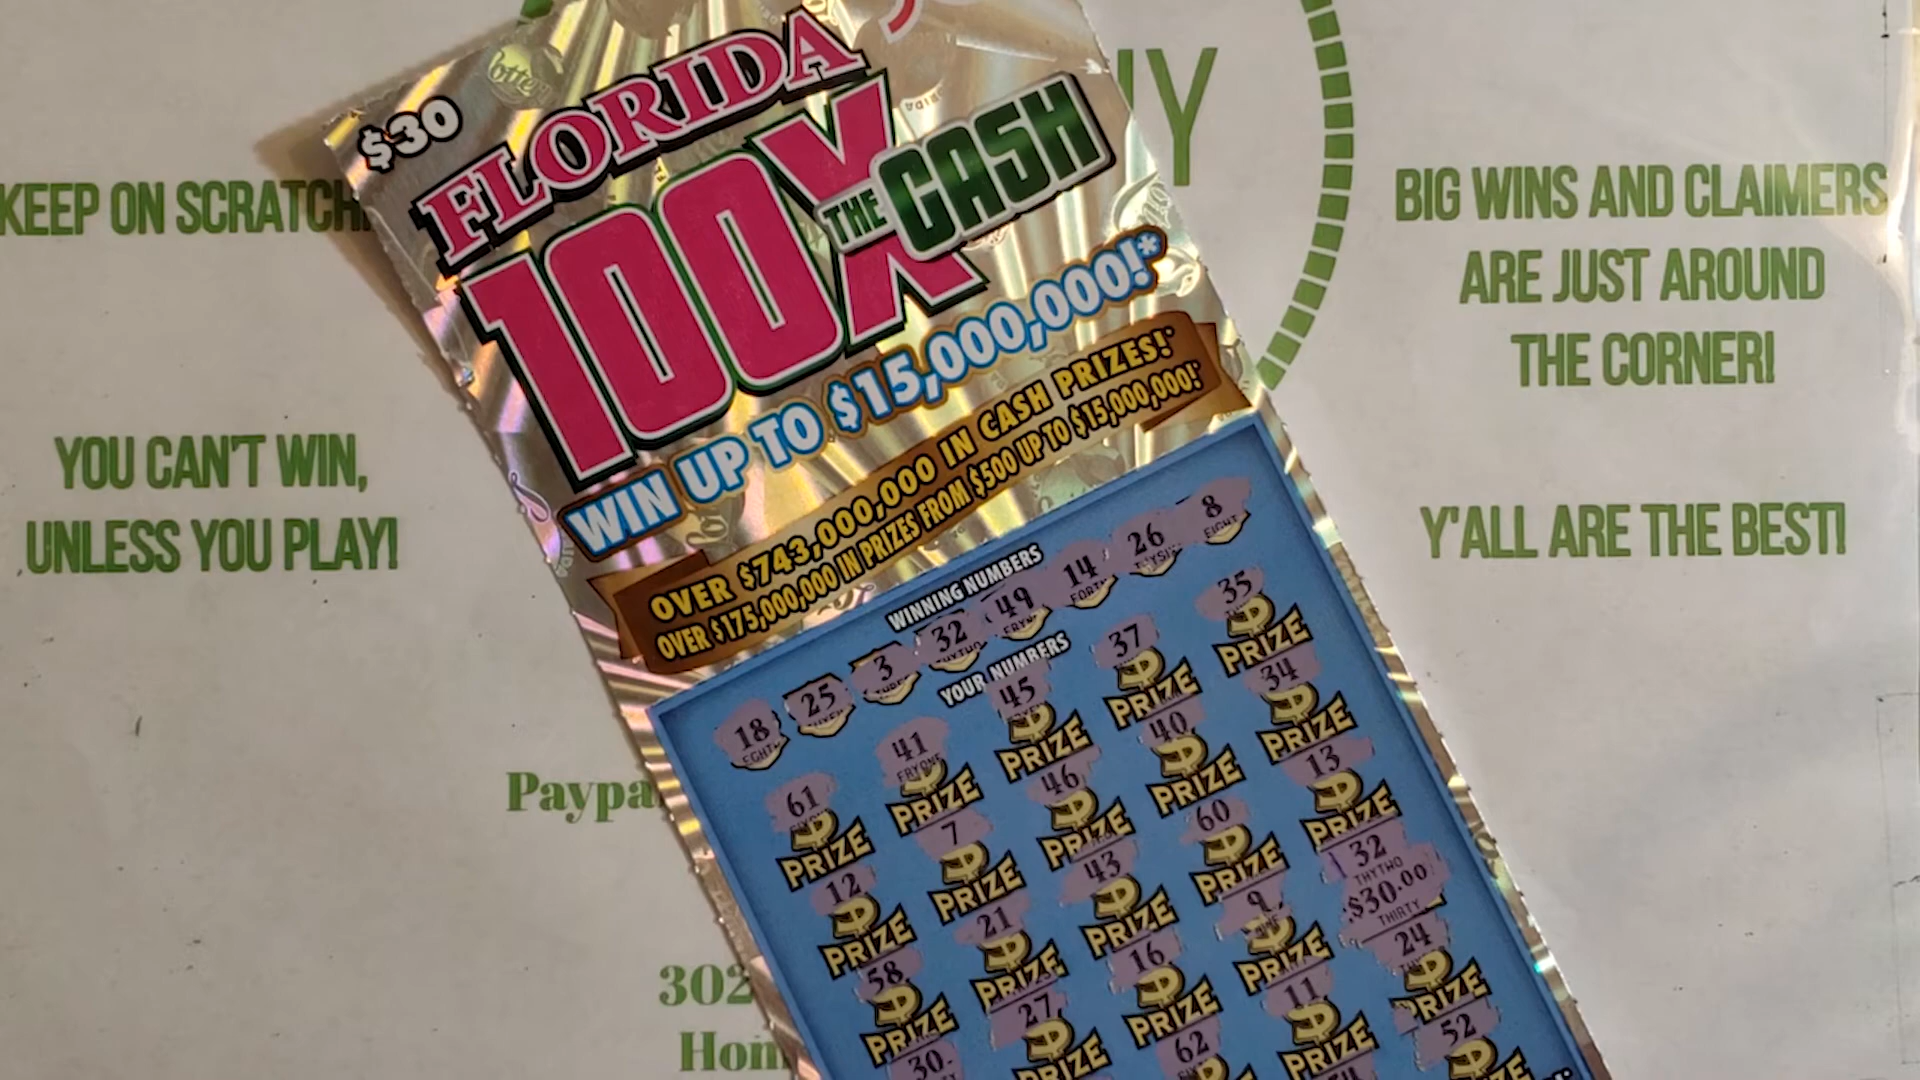 $30
FLORIDA
100X
THE CASH
WIN UP TO $15,000,000!*
OVER $743,000,000 IN CASH PRIZES!*
OVER $175,000,000 IN PRIZES FROM $500 UP TO $15,000,000!*
WINNING NUMBERS
18 25 3 32 49 14 26 8
YOUR NUMBERS
61 41 45 37 35
PRIZE PRIZE PRIZE PRIZE PRIZE
12 7 46 40 34
PRIZE PRIZE PRIZE PRIZE PRIZE
58 21 43 60 13
PRIZE PRIZE PRIZE PRIZE PRIZE
30 27 16 9 32
THYTWO
PRIZE PRIZE PRIZE $30.00
THIRTY
62 11 24
PRIZE PRIZE
52
KEEP ON SCRATCH
YOU CAN'T WIN,
UNLESS YOU PLAY!
BIG WINS AND CLAIMERS
ARE JUST AROUND
THE CORNER!
Y'ALL ARE THE BEST!
Paypa
302
Hom